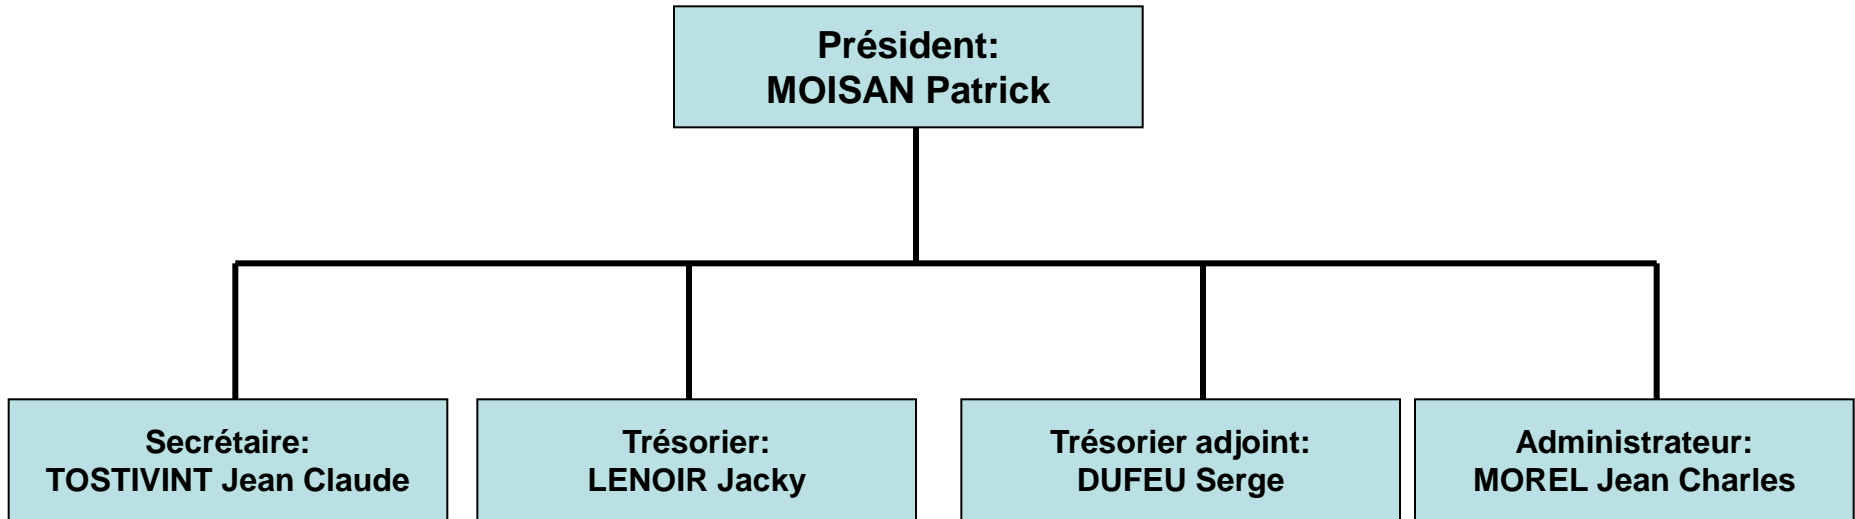 Président:
MOISAN Patrick
Secrétaire:
TOSTIVINT Jean Claude
Trésorier:
LENOIR Jacky
Trésorier adjoint:
DUFEU Serge
Administrateur:
MOREL Jean Charles